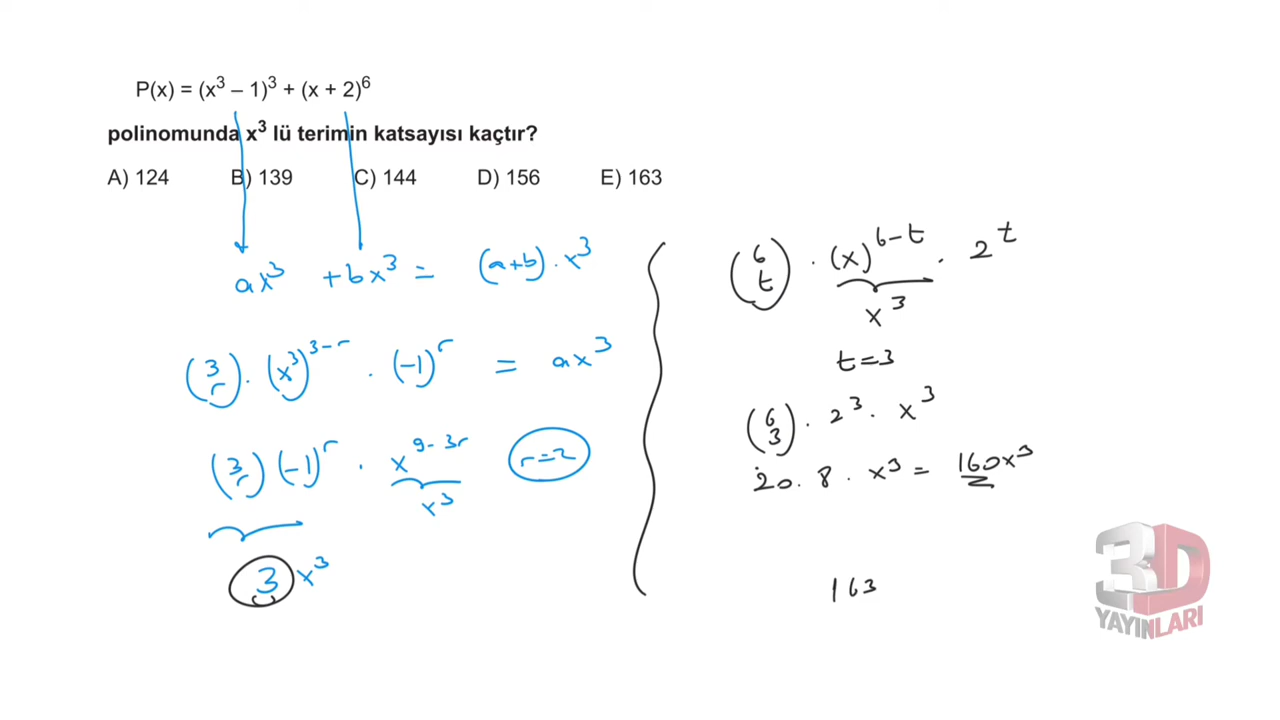 P(x) = (x³ – 1)³ + (x + 2)⁶
polinomunda x³ lü terimin katsayısı kaçtır?
A) 124 B) 139 C) 144 D) 156 E) 163
ax³ + bx³ = (a+b) · x³
(3 r) · (x³)³⁻ʳ · (-1)ʳ = ax³
(3 r) (-1)ʳ · x⁹⁻³ʳ r=2
x³
3 x³
(6 t) · (x)⁶⁻ᵗ · 2ᵗ
x³
t=3
(6 3) · 2³ · x³
20 · 8 · x³ = 160x³
163
3D
YAYINLARI